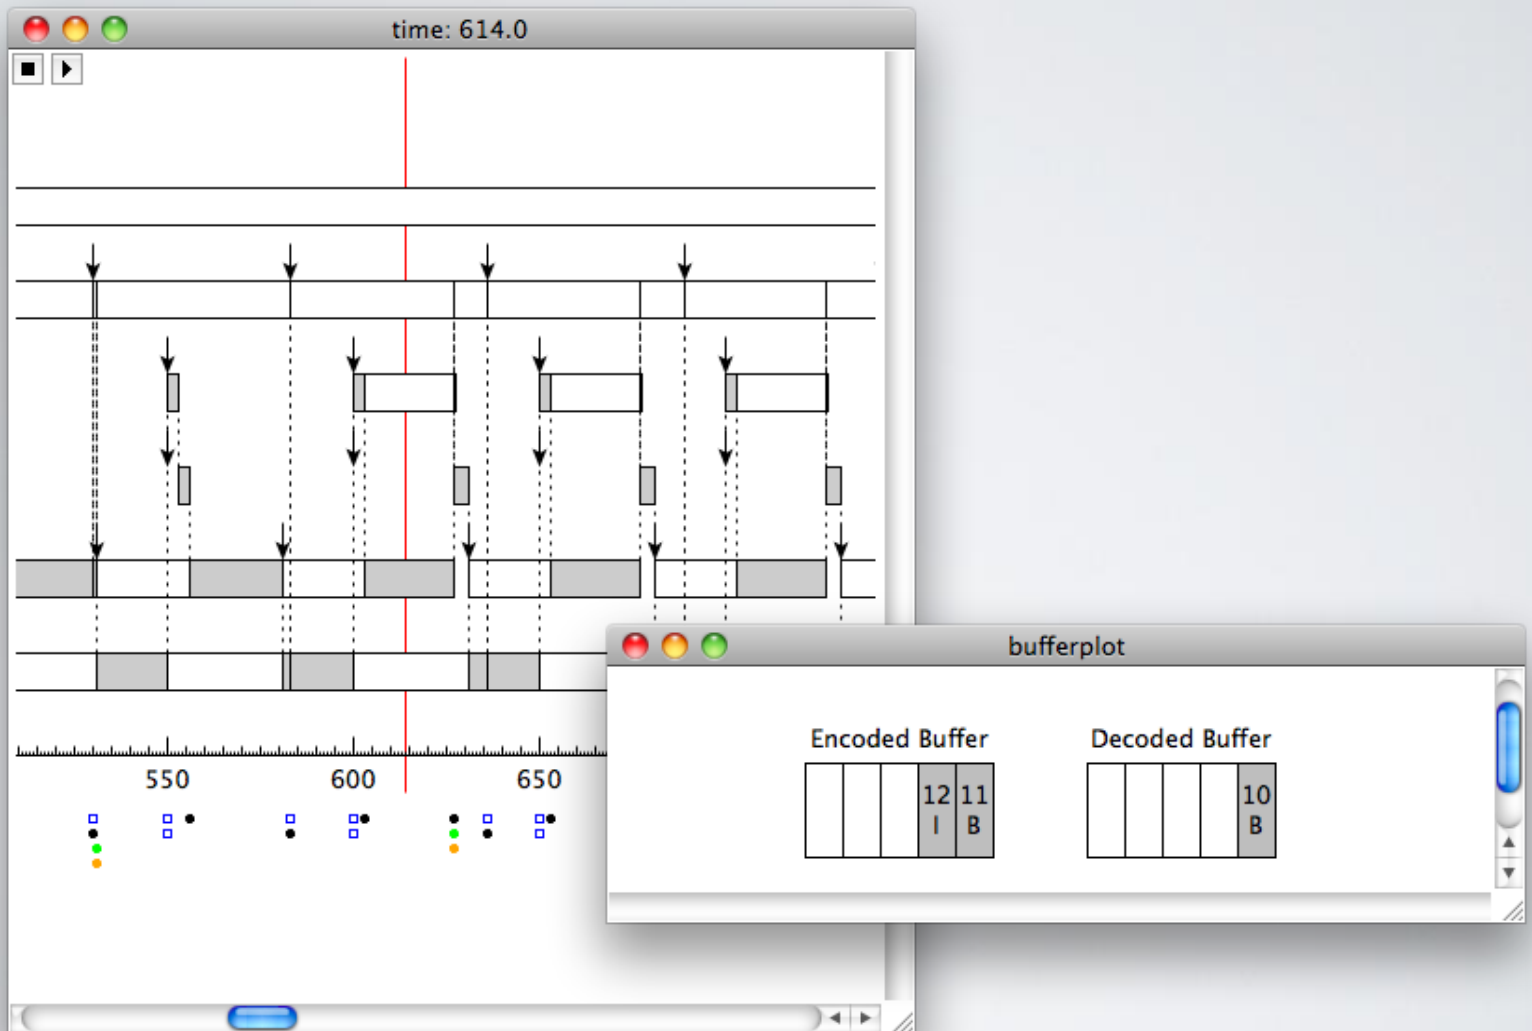 time: 614.0
550 600 650
bufferplot
Encoded Buffer Decoded Buffer
12 11 10
I B B